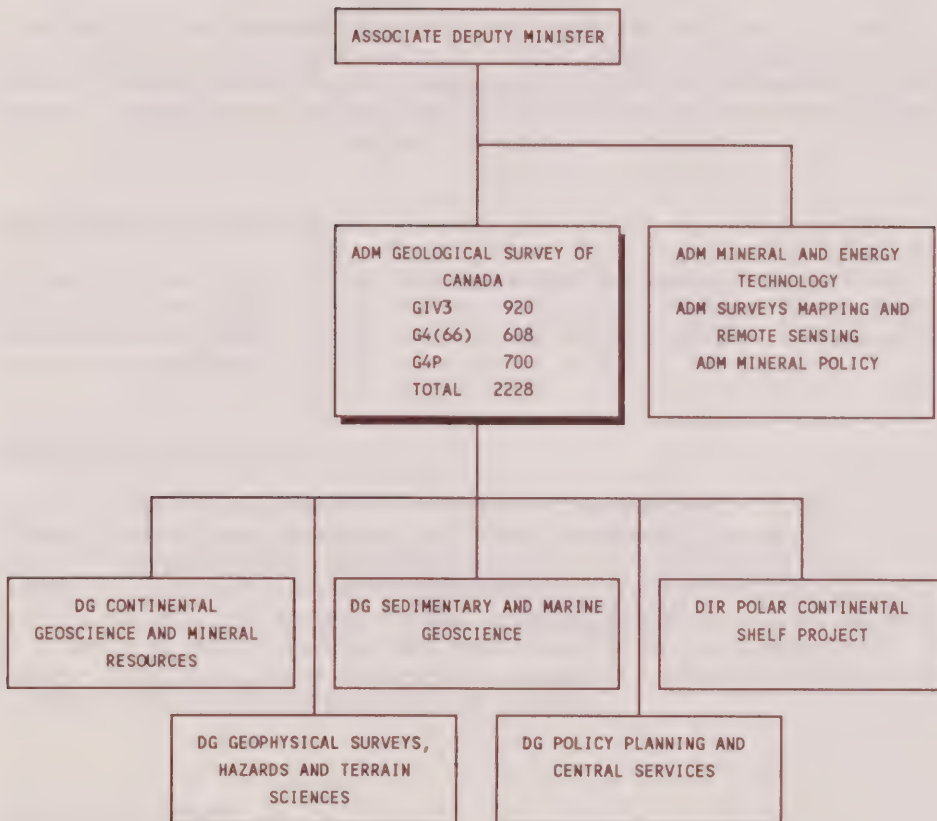 ASSOCIATE DEPUTY MINISTER
ADM GEOLOGICAL SURVEY OF
CANADA
GIV3 920
G4(66) 608
G4P 700
TOTAL 2228
ADM MINERAL AND ENERGY
TECHNOLOGY
ADM SURVEYS MAPPING AND
REMOTE SENSING
ADM MINERAL POLICY
DG CONTINENTAL
GEOSCIENCE AND MINERAL
RESOURCES
DG SEDIMENTARY AND MARINE
GEOSCIENCE
DIR POLAR CONTINENTAL
SHELF PROJECT
DG GEOPHYSICAL SURVEYS,
HAZARDS AND TERRAIN
SCIENCES
DG POLICY PLANNING AND
CENTRAL SERVICES